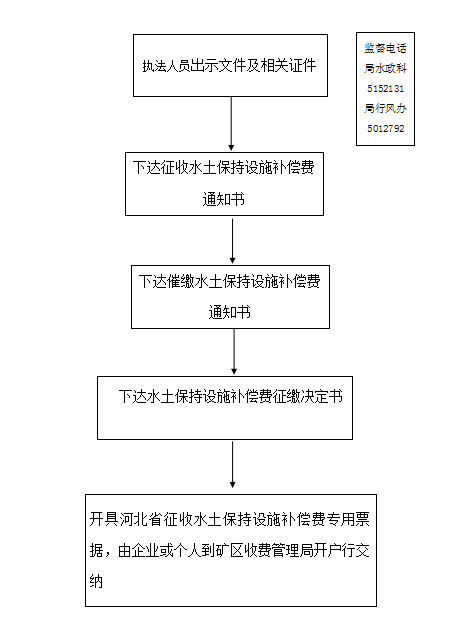 执法人员出示文件及相关证件
监督电话
局水政科
5152131
局行风办
5012792
下达征收水土保持设施补偿费
通知书
下达催缴水土保持设施补偿费
通知书
下达水土保持设施补偿费征缴决定书
开具河北省征收水土保持设施补偿费专用票
据，由企业或个人到矿区收费管理局开户行交
纳